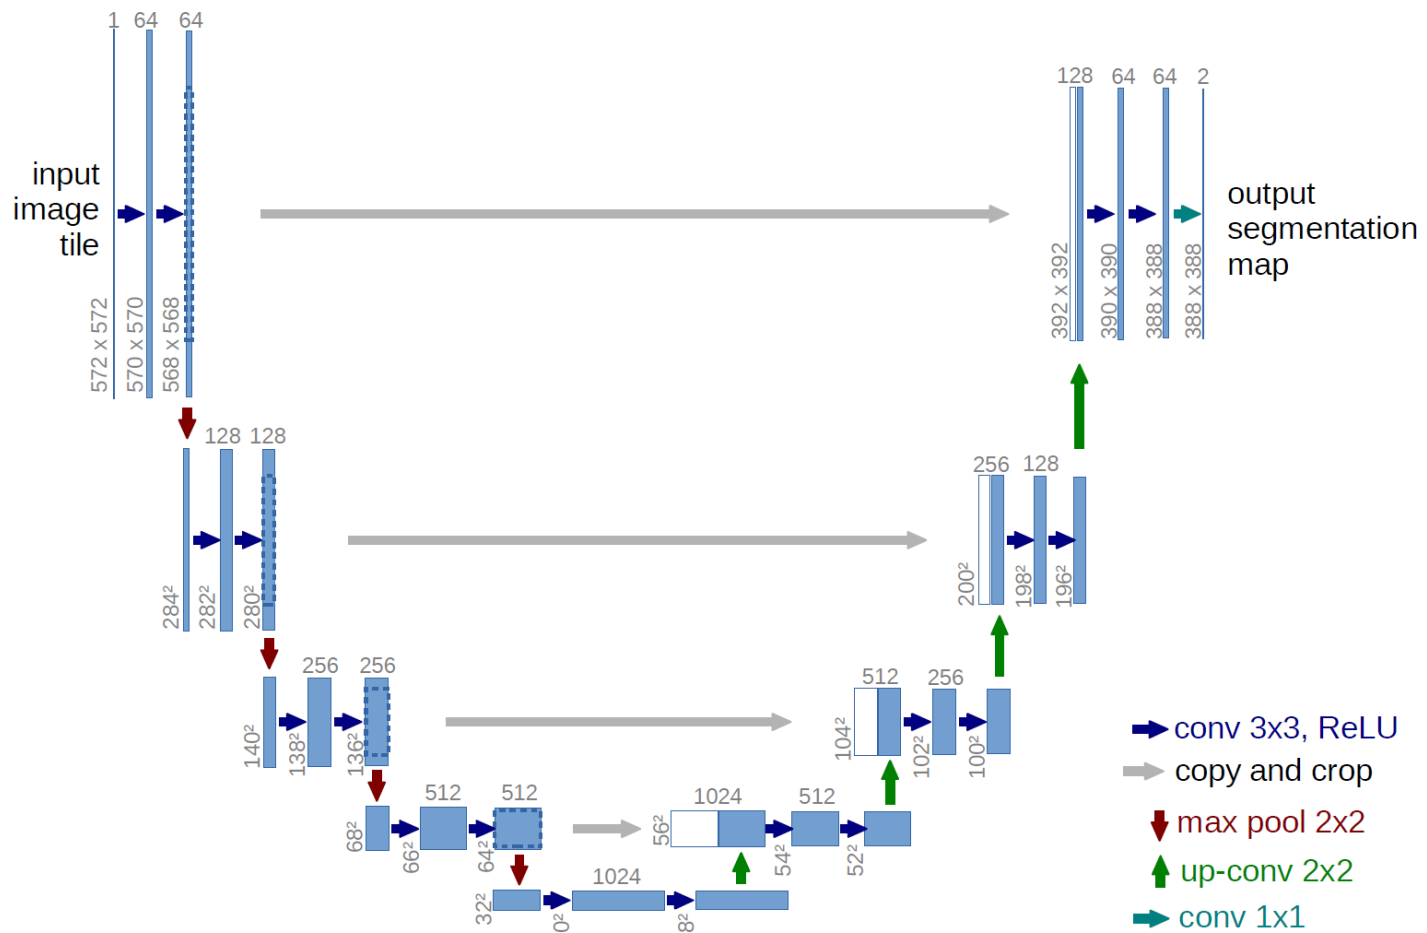 1 64 64
128 64 64 2
input
image
tile
output
segmentation
map
572 x 572
570 x 570
568 x 568
392 x 392
390 x 390
388 x 388
388 x 388
128 128
256 128
284²
282²
280²
200²
198²
196²
256 256
512 256
140²
138²
136²
104²
102²
100²
512 512
1024 512
68²
66²
64²
56²
54²
52²
1024
32²
0²
8²
conv 3x3, ReLU
copy and crop
max pool 2x2
up-conv 2x2
conv 1x1